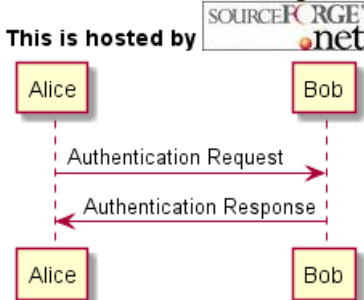 This is hosted by SOURCEFORGE.net
Alice Bob
Authentication Request
Authentication Response
Alice Bob